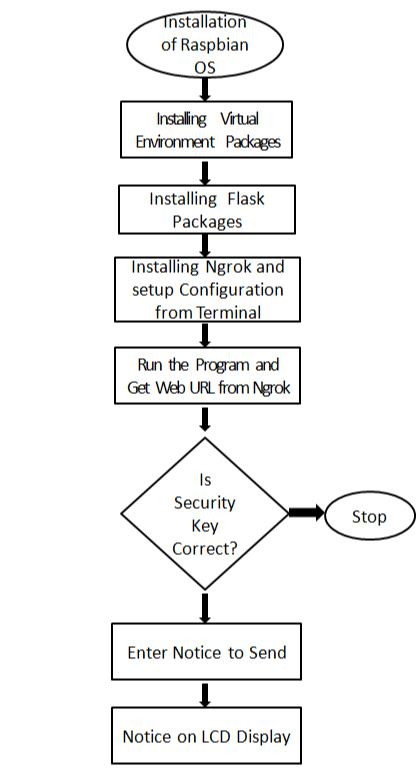 Installation
of Raspbian
OS
Installing Virtual
Environment Packages
Installing Flask
Packages
Installing Ngrok and
setup Configuration
from Terminal
Run the Program and
Get Web URL from Ngrok
Is
Security
Key
Correct?
Stop
Enter Notice to Send
Notice on LCD Display